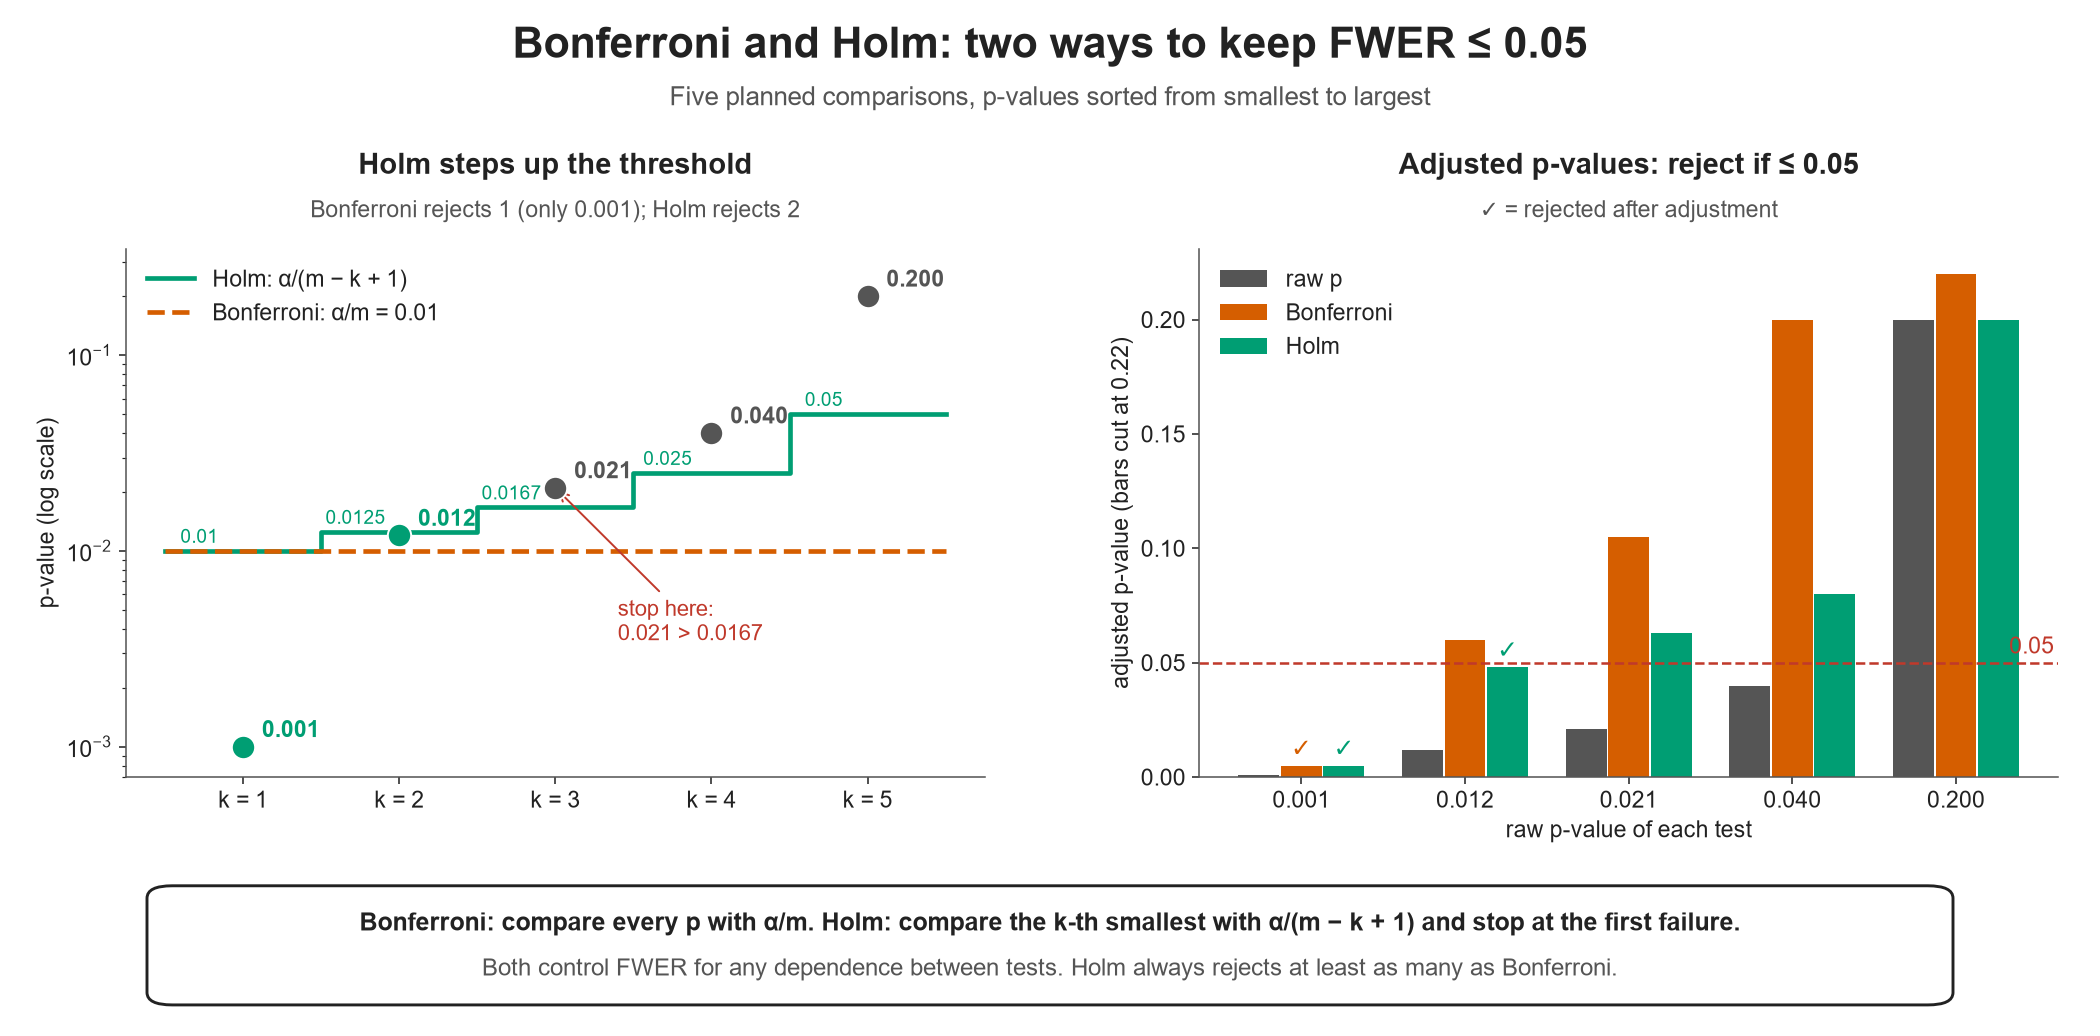 Bonferroni and Holm: two ways to keep FWER ≤ 0.05
Five planned comparisons, p-values sorted from smallest to largest
Holm steps up the threshold
Bonferroni rejects 1 (only 0.001); Holm rejects 2
Holm: α/(m − k + 1)
Bonferroni: α/m = 0.01
p-value (log scale)
10⁻¹
10⁻²
10⁻³
0.01
0.0125
0.0167
0.025
0.05
0.001
0.012
0.021
0.040
0.200
stop here:
0.021 > 0.0167
k = 1
k = 2
k = 3
k = 4
k = 5
Adjusted p-values: reject if ≤ 0.05
✓ = rejected after adjustment
raw p
Bonferroni
Holm
adjusted p-value (bars cut at 0.22)
0.20
0.15
0.10
0.05
0.00
✓
✓
✓
0.05
0.001
0.012
0.021
0.040
0.200
raw p-value of each test
Bonferroni: compare every p with α/m. Holm: compare the k-th smallest with α/(m − k + 1) and stop at the first failure.
Both control FWER for any dependence between tests. Holm always rejects at least as many as Bonferroni.